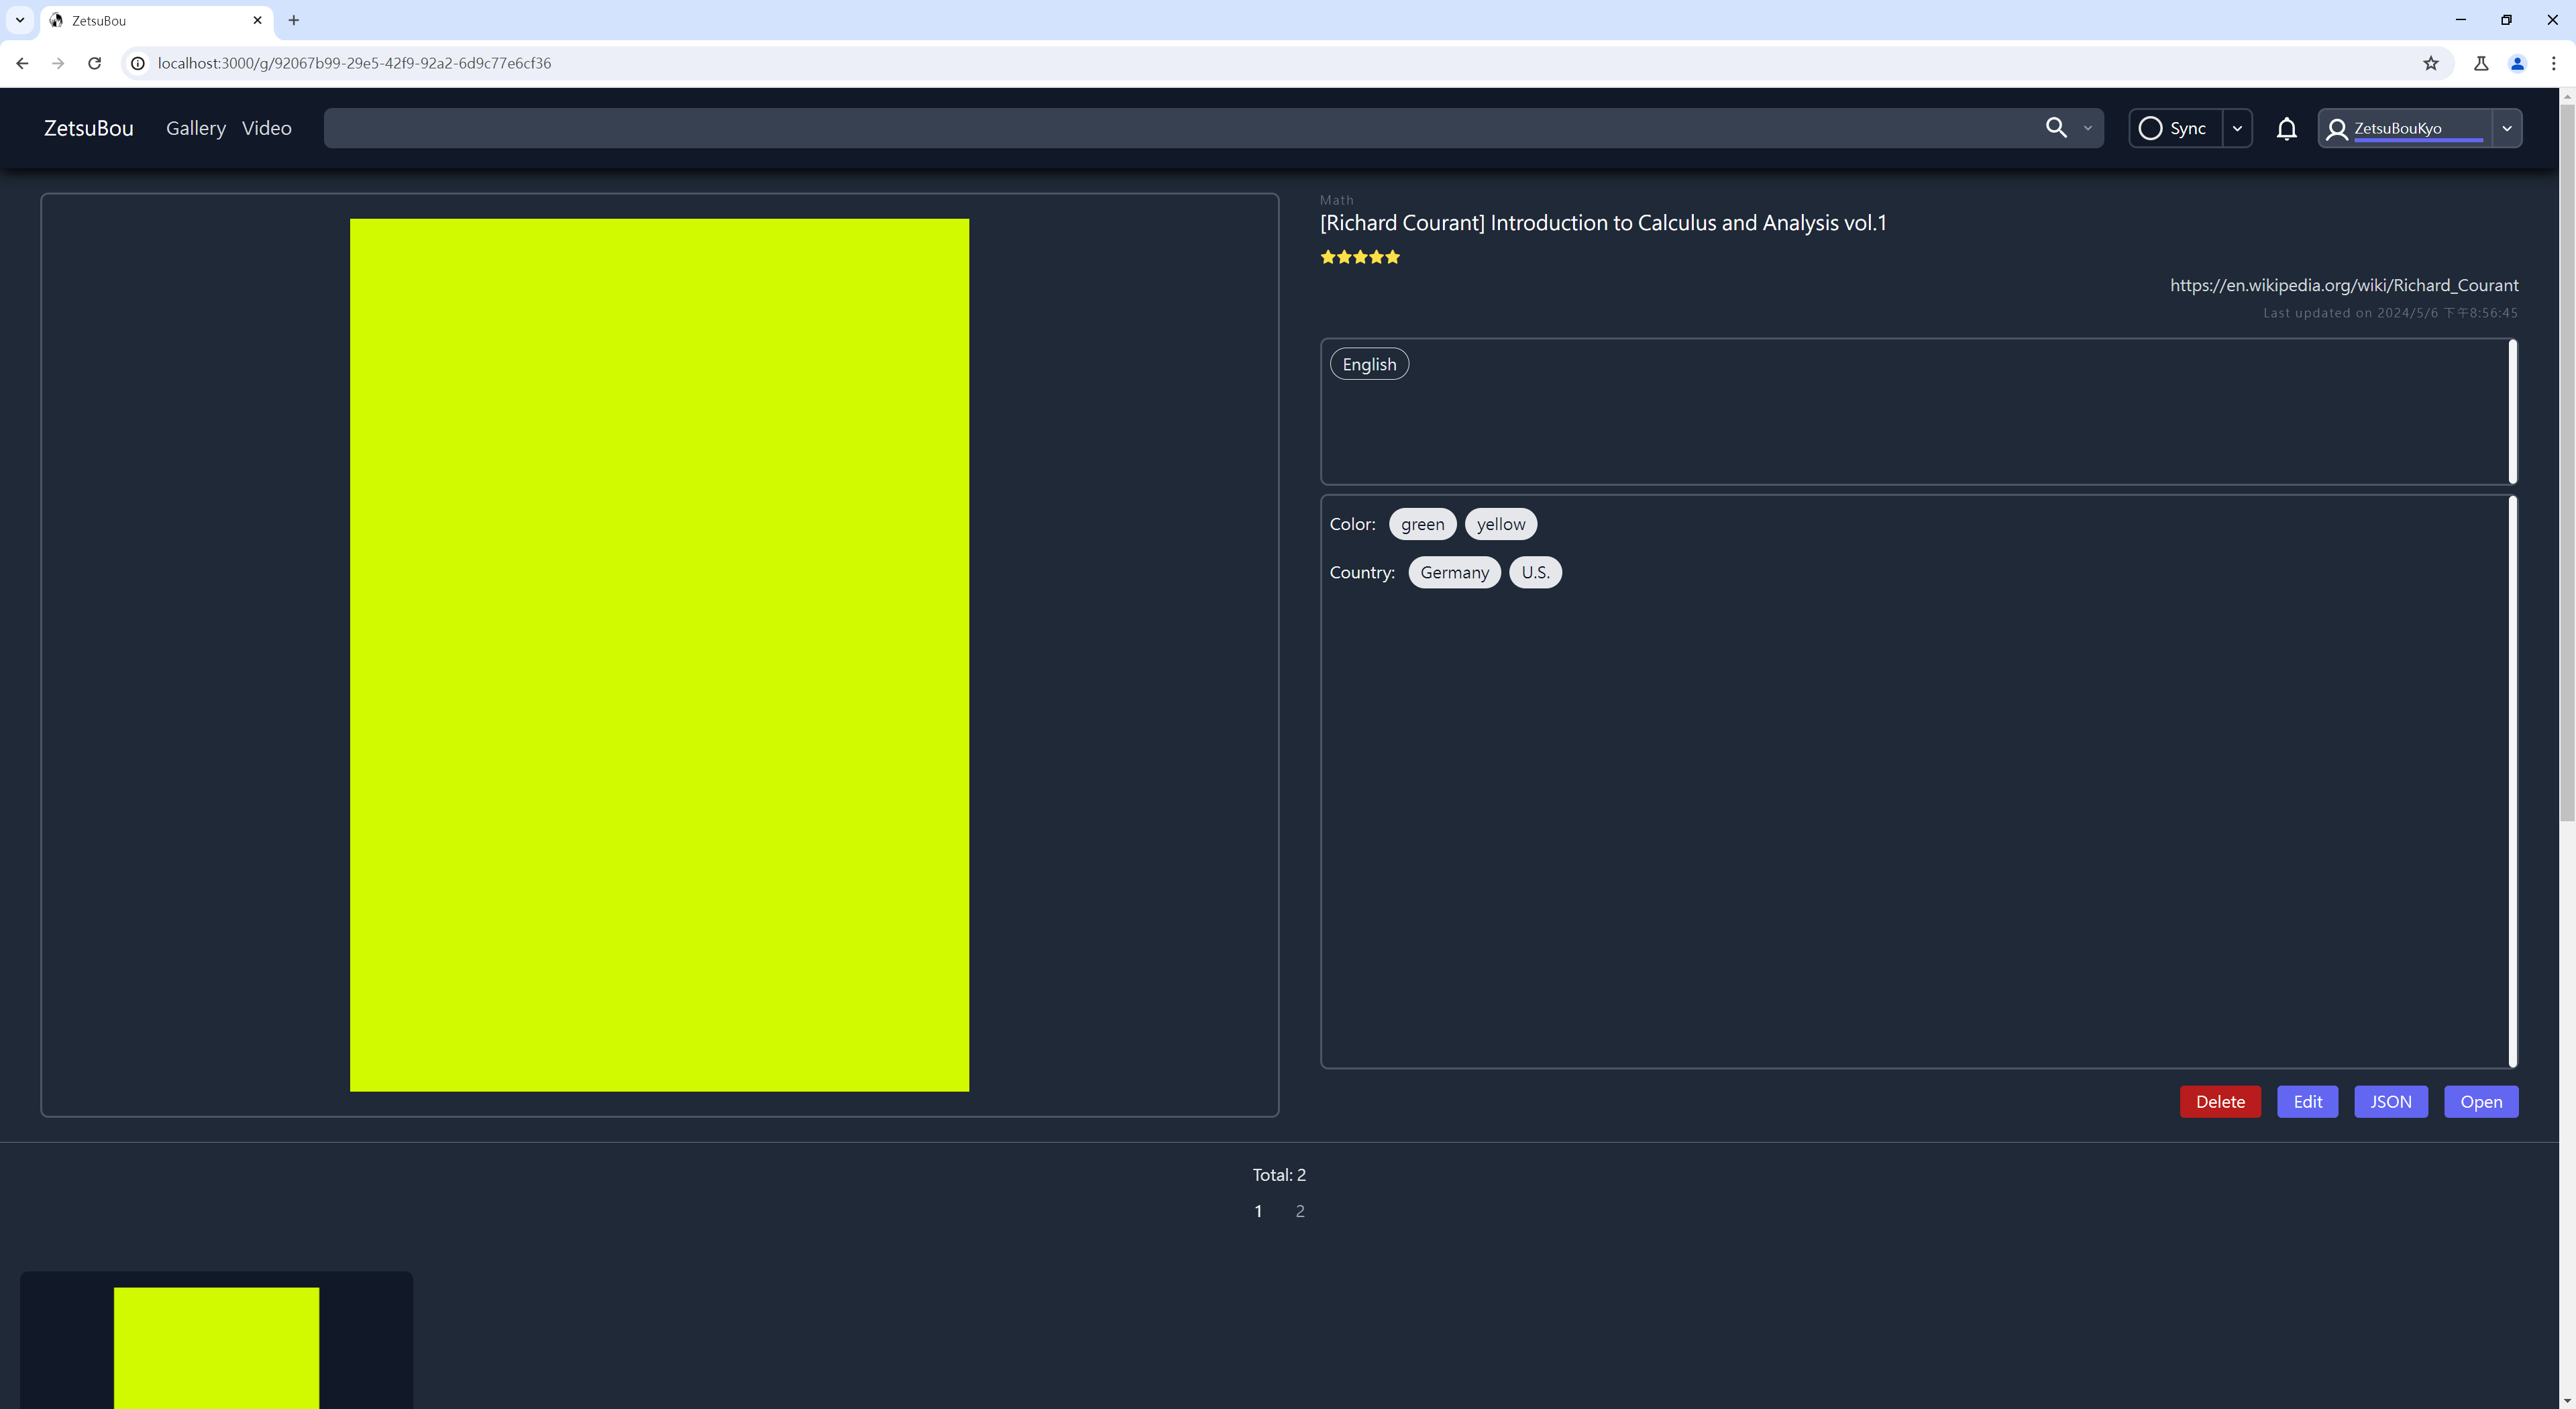 ZetsuBou
localhost:3000/g/92067b99-29e5-42f9-92a2-6d9c77e6cf36
ZetsuBou Gallery Video Sync ZetsuBouKyo
Math
[Richard Courant] Introduction to Calculus and Analysis vol.1
https://en.wikipedia.org/wiki/Richard_Courant
Last updated on 2024/5/6 下午8:56:45
English
Color: green yellow
Country: Germany U.S.
Delete Edit JSON Open
Total: 2
1 2